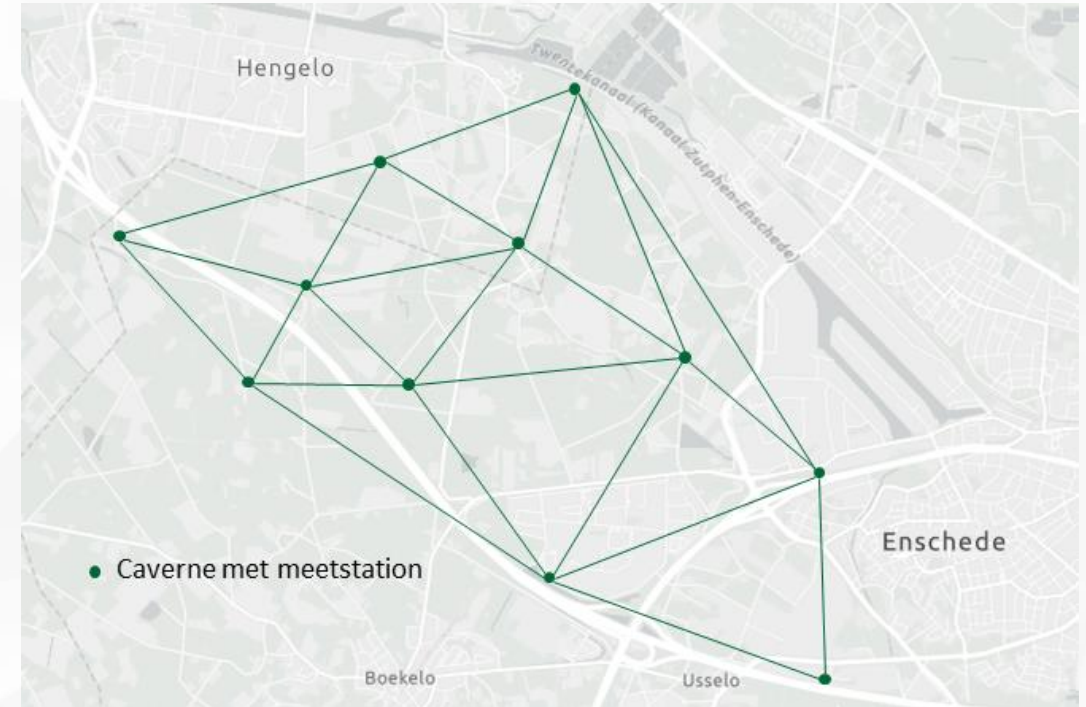 Hengelo
Twentekanaal (Kanaal Zutphen-Enschede)
Enschede
Caverne met meetstation
Boekelo
Usselo